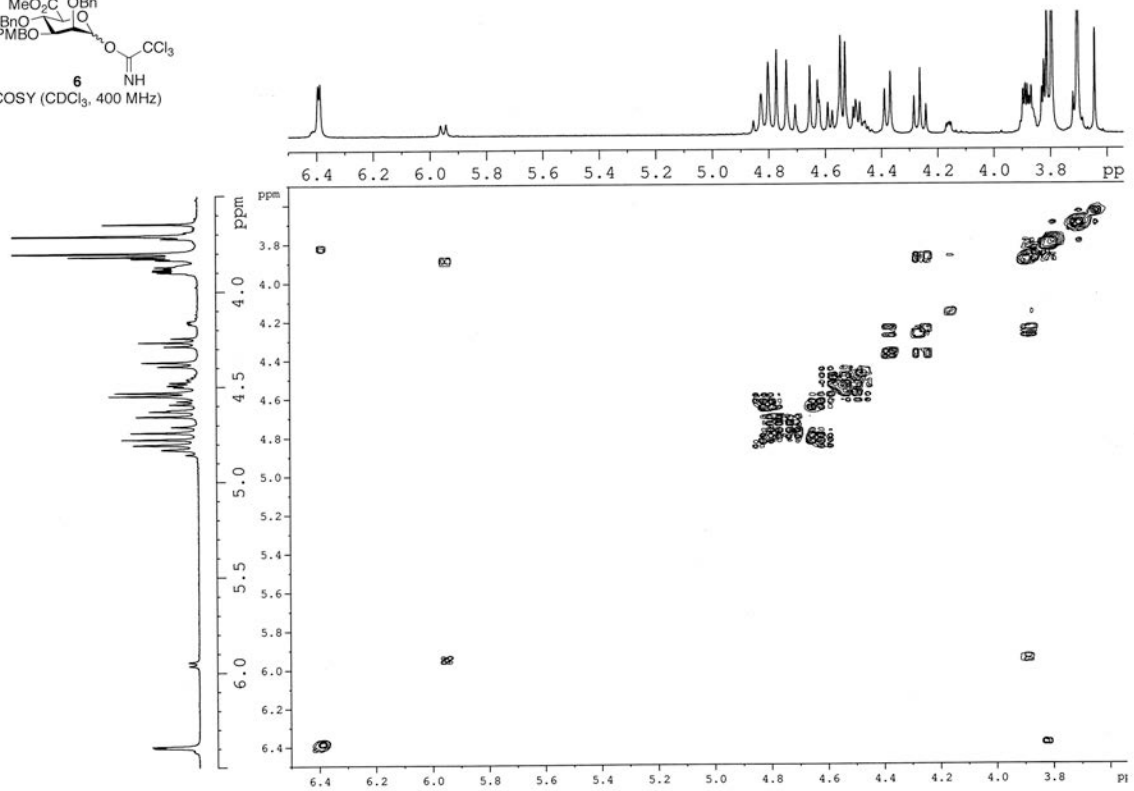 MeO₂C OBn
O
BnO
PMBO
O CCl₃
6 NH
COSY (CDCl₃, 400 MHz)
6.4 6.2 6.0 5.8 5.6 5.4 5.2 5.0 4.8 4.6 4.4 4.2 4.0 3.8 pp
ppm
4.0
4.5
5.0
5.5
6.0
ppm
3.8
4.0
4.2
4.4
4.6
4.8
5.0
5.2
5.4
5.6
5.8
6.0
6.2
6.4
6.4 6.2 6.0 5.8 5.6 5.4 5.2 5.0 4.8 4.6 4.4 4.2 4.0 3.8